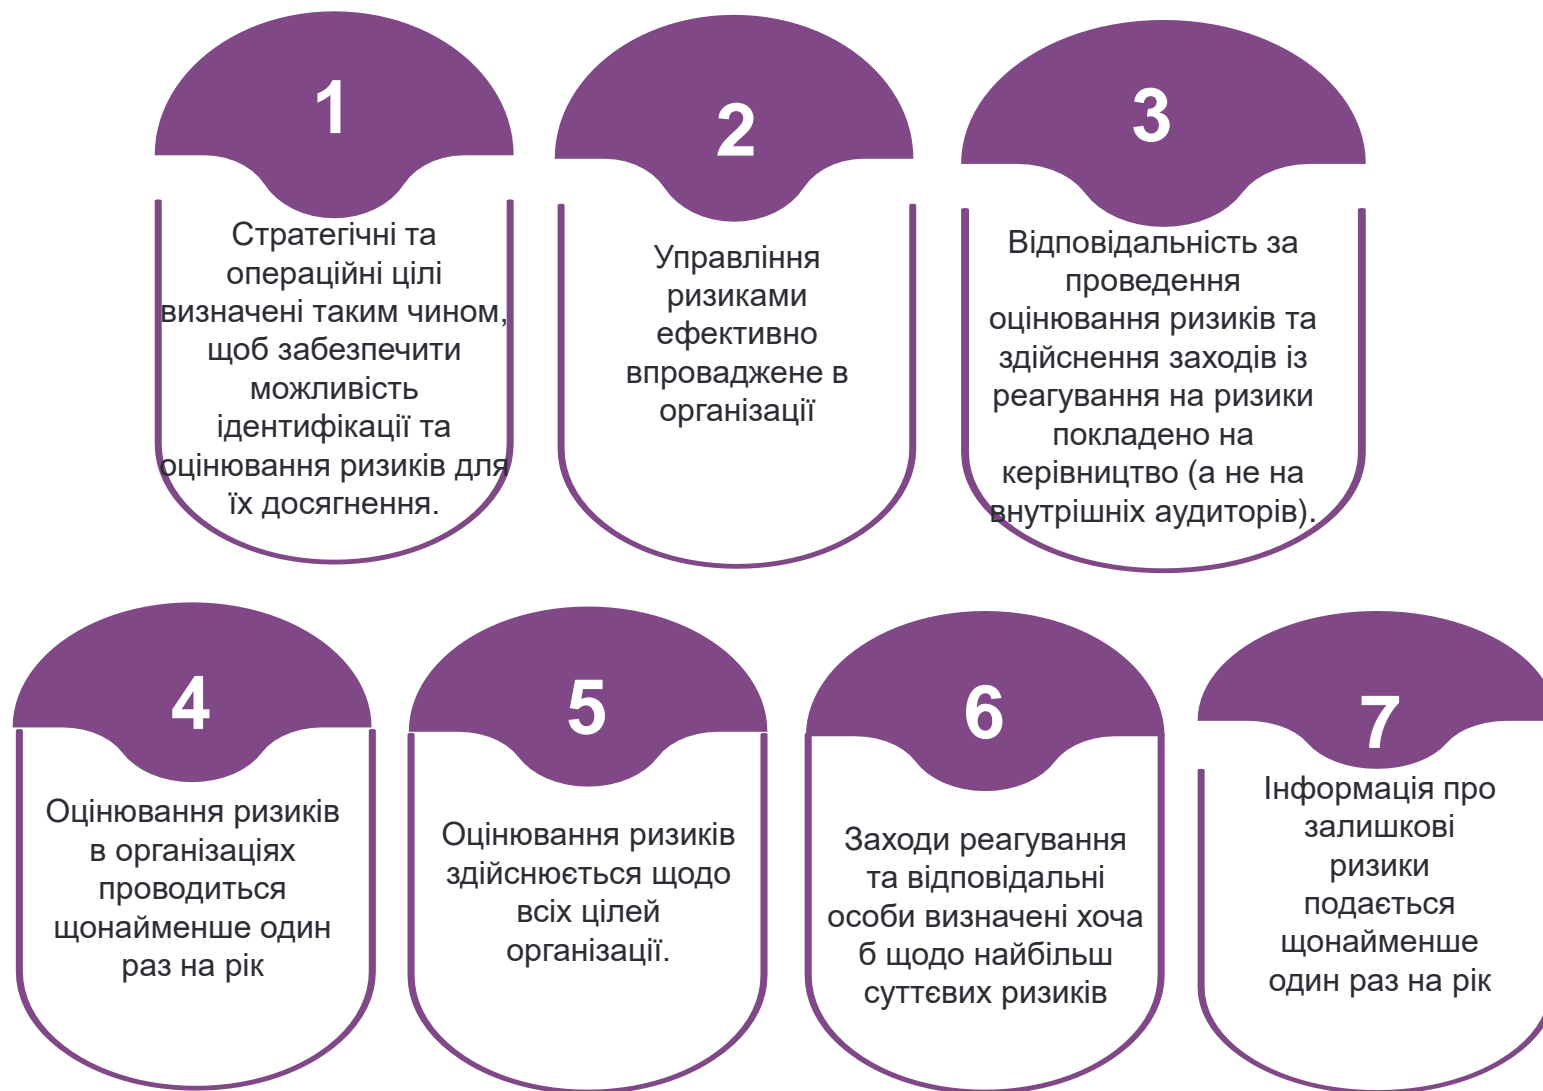 1
Стратегічні та
операційні цілі
визначені таким чином,
щоб забезпечити
можливість
ідентифікації та
оцінювання ризиків для
їх досягнення.
2
Управління
ризиками
ефективно
впроваджене в
організації
3
Відповідальність за
проведення
оцінювання ризиків та
здійснення заходів із
реагування на ризики
покладено на
керівництво (а не на
внутрішніх аудиторів).
4
Оцінювання ризиків
в організаціях
проводиться
щонайменше один
раз на рік
5
Оцінювання ризиків
здійснюється щодо
всіх цілей
організації.
6
Заходи реагування
та відповідальні
особи визначені хоча
б щодо найбільш
суттєвих ризиків
7
Інформація про
залишкові
ризики
подається
щонайменше
один раз на рік